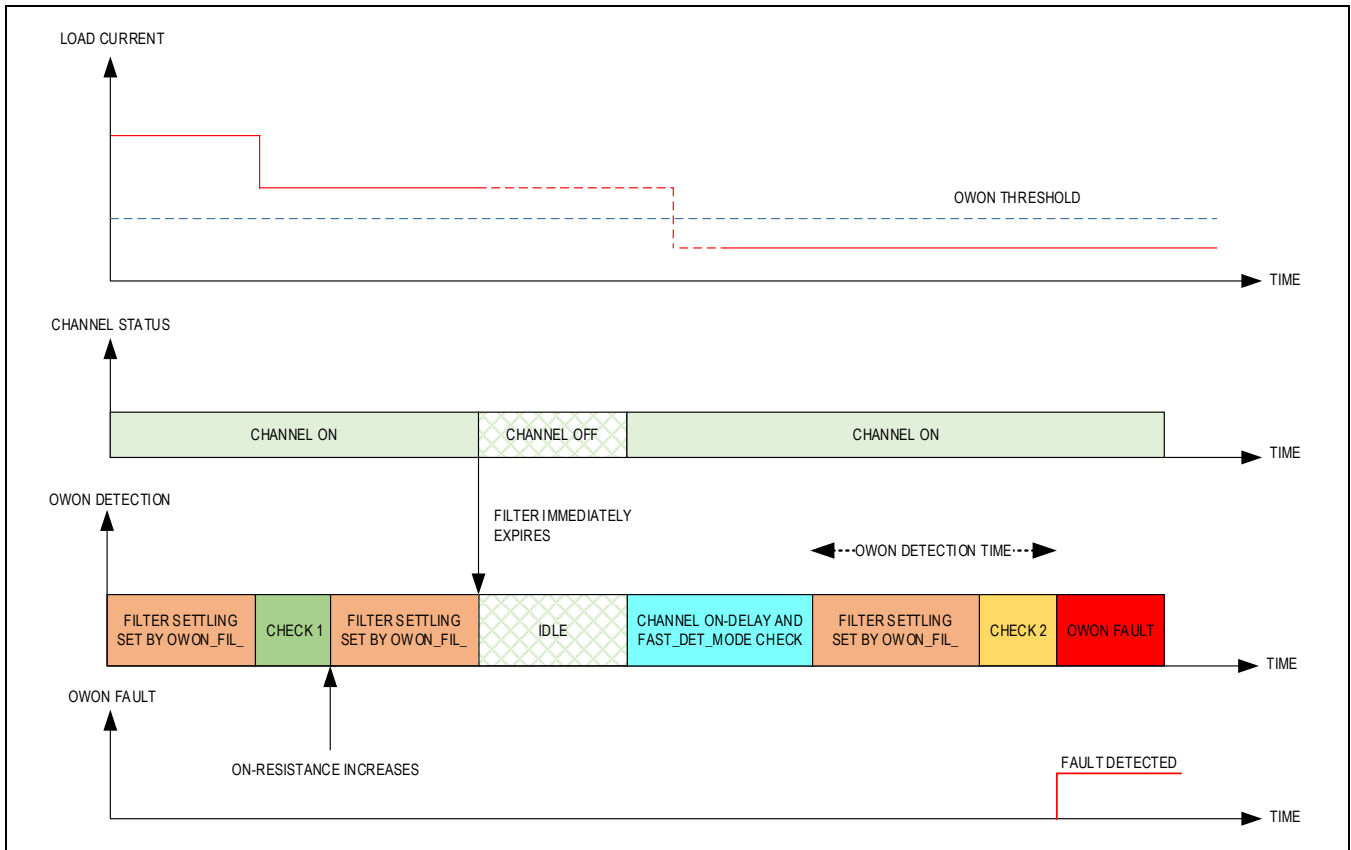 LOAD CURRENT
OWON THRESHOLD
TIME
CHANNEL STATUS
CHANNEL ON
CHANNEL OFF
CHANNEL ON
TIME
OWON DETECTION
FILTER IMMEDIATELY
EXPIRES
OWON DETECTION TIME
FILTER SETTLING
SET BY OWON_FIL_
CHECK 1
FILTER SETTLING
SET BY OWON_FIL_
IDLE
CHANNEL ON-DELAY AND
FAST_DET_MODE CHECK
FILTER SETTLING
SET BY OWON_FIL_
CHECK 2
OWON FAULT
TIME
OWON FAULT
ON-RESISTANCE INCREASES
FAULT DETECTED
TIME